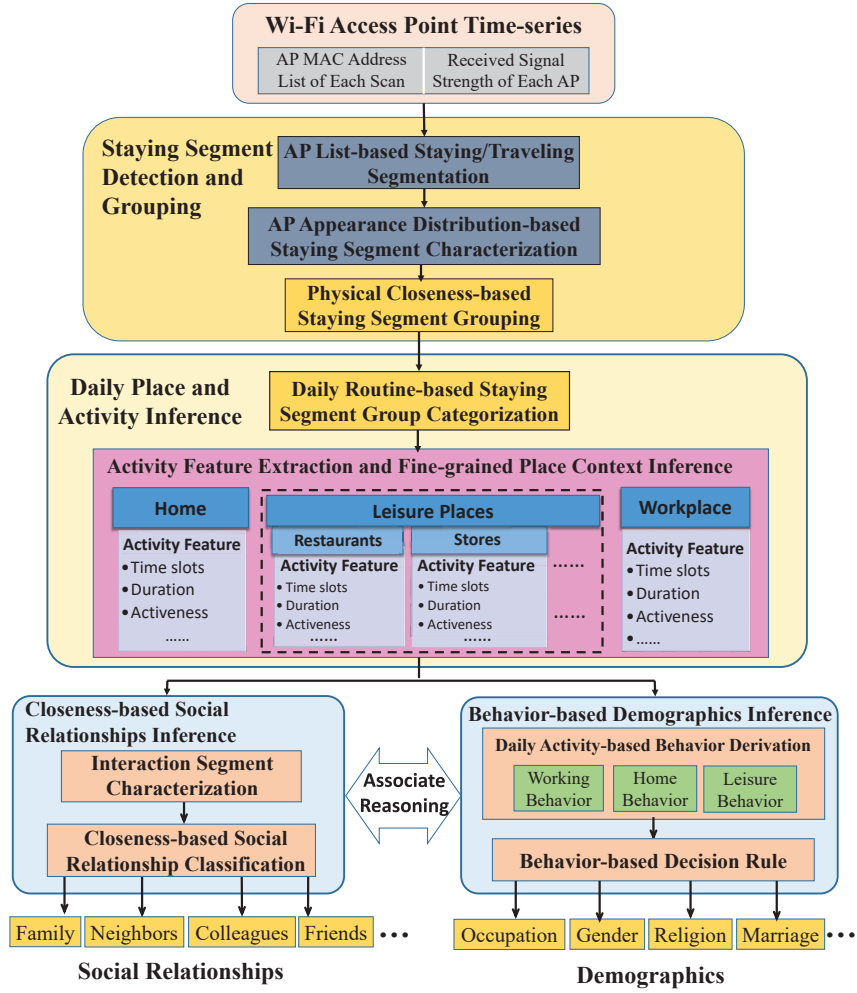 Wi-Fi Access Point Time-series
AP MAC Address
List of Each Scan
Received Signal
Strength of Each AP
Staying Segment
Detection and
Grouping
AP List-based Staying/Traveling
Segmentation
AP Appearance Distribution-based
Staying Segment Characterization
Physical Closeness-based
Staying Segment Grouping
Daily Place and
Activity Inference
Daily Routine-based Staying
Segment Group Categorization
Activity Feature Extraction and Fine-grained Place Context Inference
Home
Activity Feature
•Time slots
•Duration
•Activeness
......
Leisure Places
Restaurants
Activity Feature
• Time slots
• Duration
• Activeness
......
Stores
Activity Feature
• Time slots
• Duration
• Activeness
......
......
......
Workplace
Activity Feature
•Time slots
•Duration
•Activeness
•......
Closeness-based Social
Relationships Inference
Interaction Segment
Characterization
Closeness-based Social
Relationship Classification
Associate
Reasoning
Behavior-based Demographics Inference
Daily Activity-based Behavior Derivation
Working
Behavior
Home
Behavior
Leisure
Behavior
Behavior-based Decision Rule
Family
Neighbors
Colleagues
Friends
...
Social Relationships
Occupation
Gender
Religion
Marriage
...
Demographics